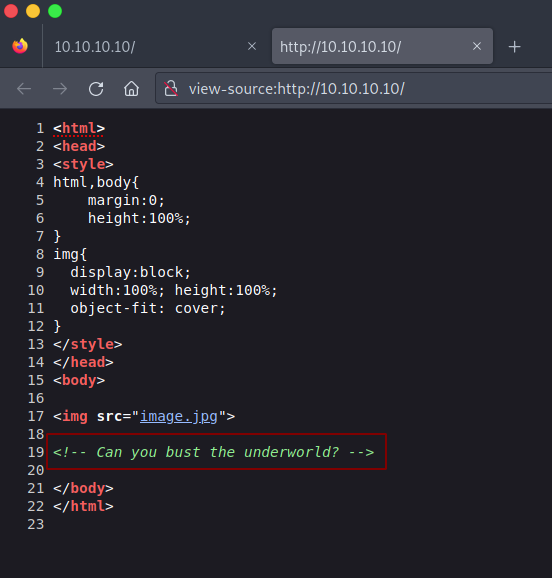 10.10.10.10/
http://10.10.10.10/
view-source:http://10.10.10.10/
1 <html>
2 <head>
3 <style>
4 html,body{
5     margin:0;
6     height:100%;
7 }
8 img{
9   display:block;
10   width:100%; height:100%;
11   object-fit: cover;
12 }
13 </style>
14 </head>
15 <body>
16
17 <img src="image.jpg">
18
19 <!-- Can you bust the underworld? -->
20
21 </body>
22 </html>
23